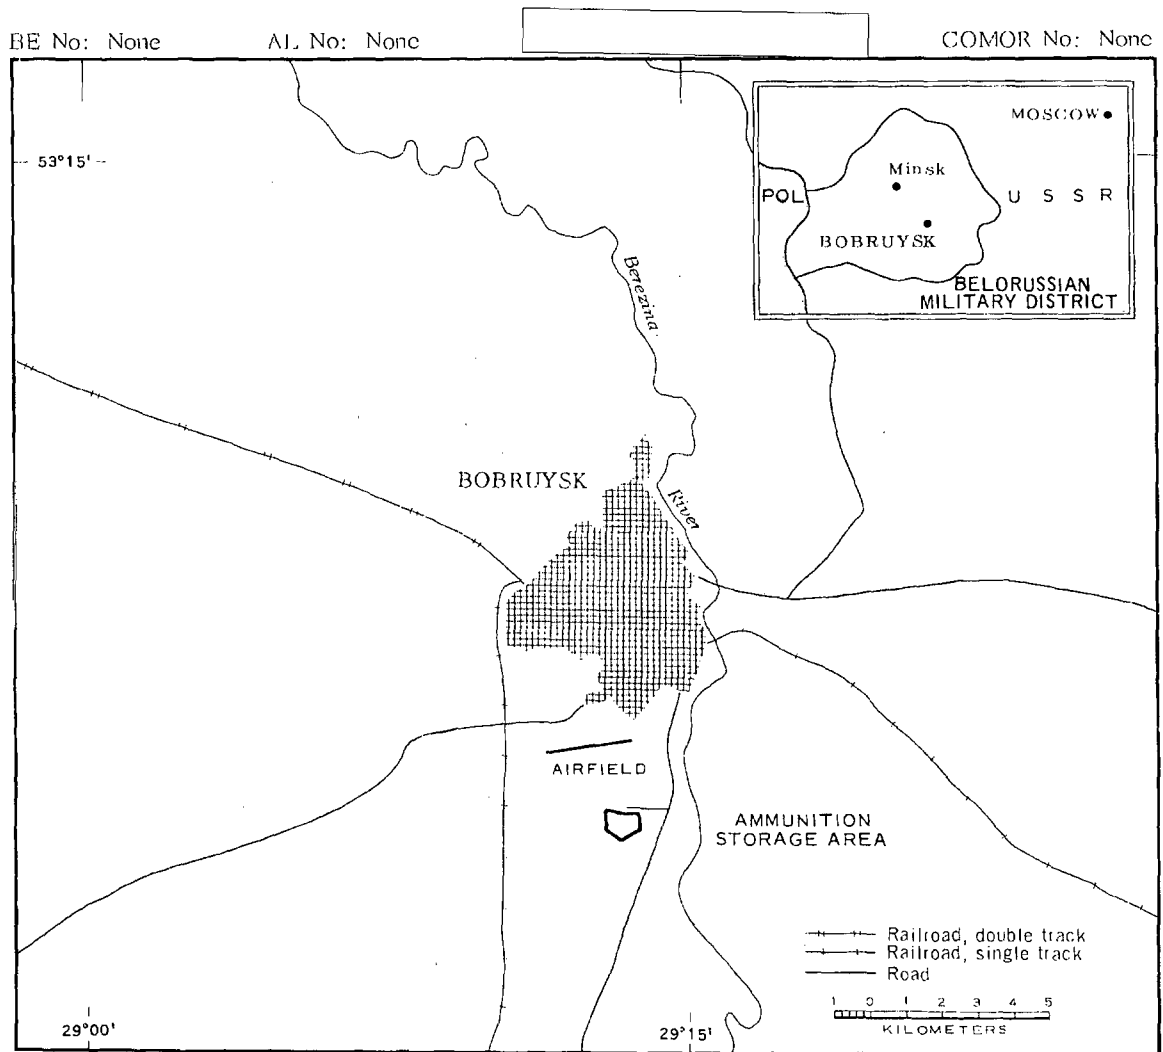 BE No: None AL No: None COMOR No: None
53°15'
MOSCOW
Minsk
POL
U S S R
BOBRUYSK
BELORUSSIAN
MILITARY DISTRICT
Berezina
BOBRUYSK
River
AIRFIELD
AMMUNITION
STORAGE AREA
Railroad, double track
Railroad, single track
Road
1 0 1 2 3 4 5
KILOMETERS
29°00'
29°15'